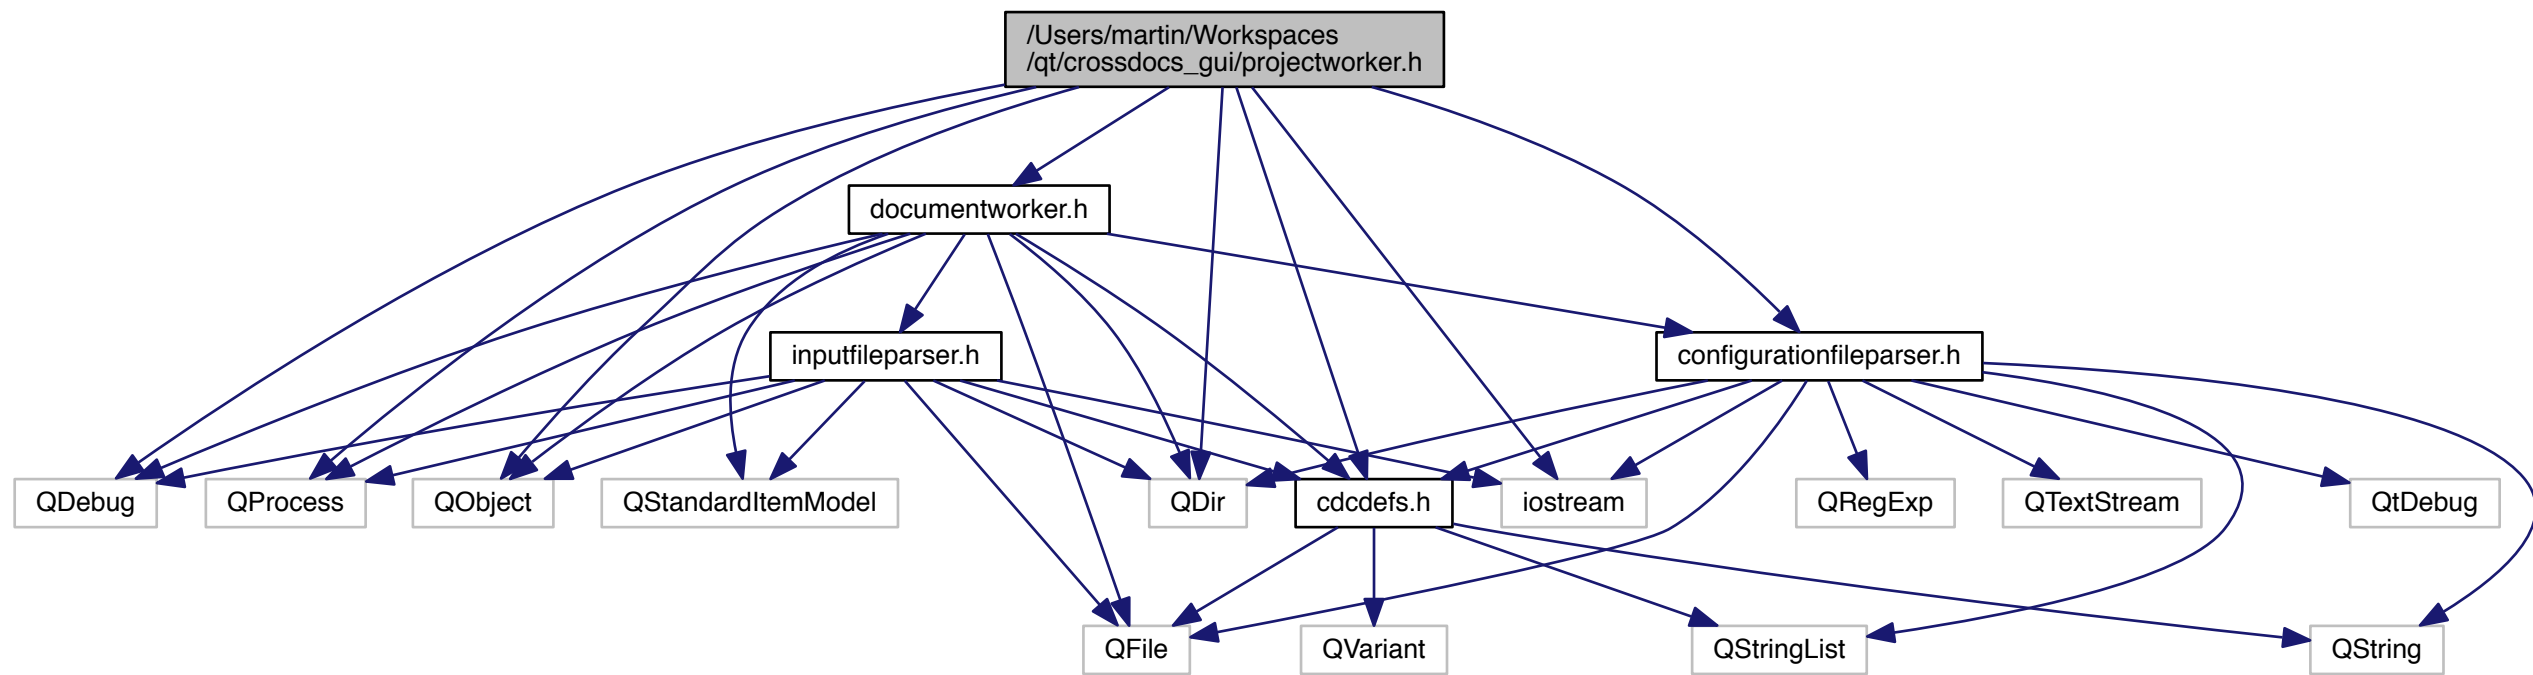 /Users/martin/Workspaces
/qt/crossdocs_gui/projectworker.h
documentworker.h
inputfileparser.h
configurationfileparser.h
QDebug
QProcess
QObject
QStandardItemModel
QDir
cdcdefs.h
iostream
QRegExp
QTextStream
QtDebug
QFile
QVariant
QStringList
QString